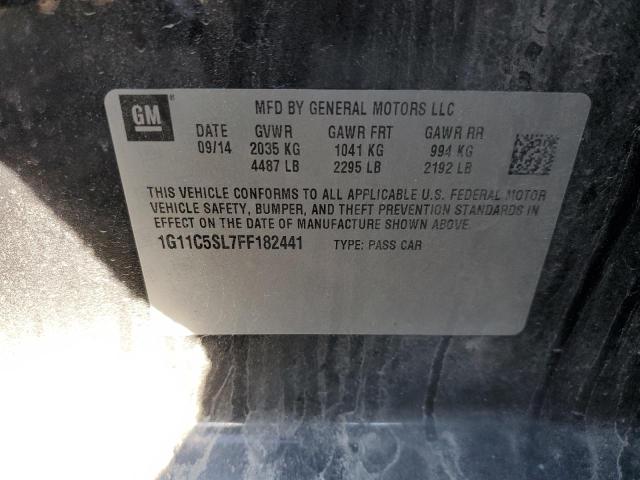 GM
MFD BY GENERAL MOTORS LLC
DATE GVWR GAWR FRT GAWR RR
09/14 2035 KG 1041 KG 994 KG
4487 LB 2295 LB 2192 LB
THIS VEHICLE CONFORMS TO ALL APPLICABLE U.S. FEDERAL MOTOR
VEHICLE SAFETY, BUMPER, AND THEFT PREVENTION STANDARDS IN
EFFECT ON THE DATE OF MANUFACTURE SHOWN ABOVE.
1G11C5SL7FF182441 TYPE: PASS CAR